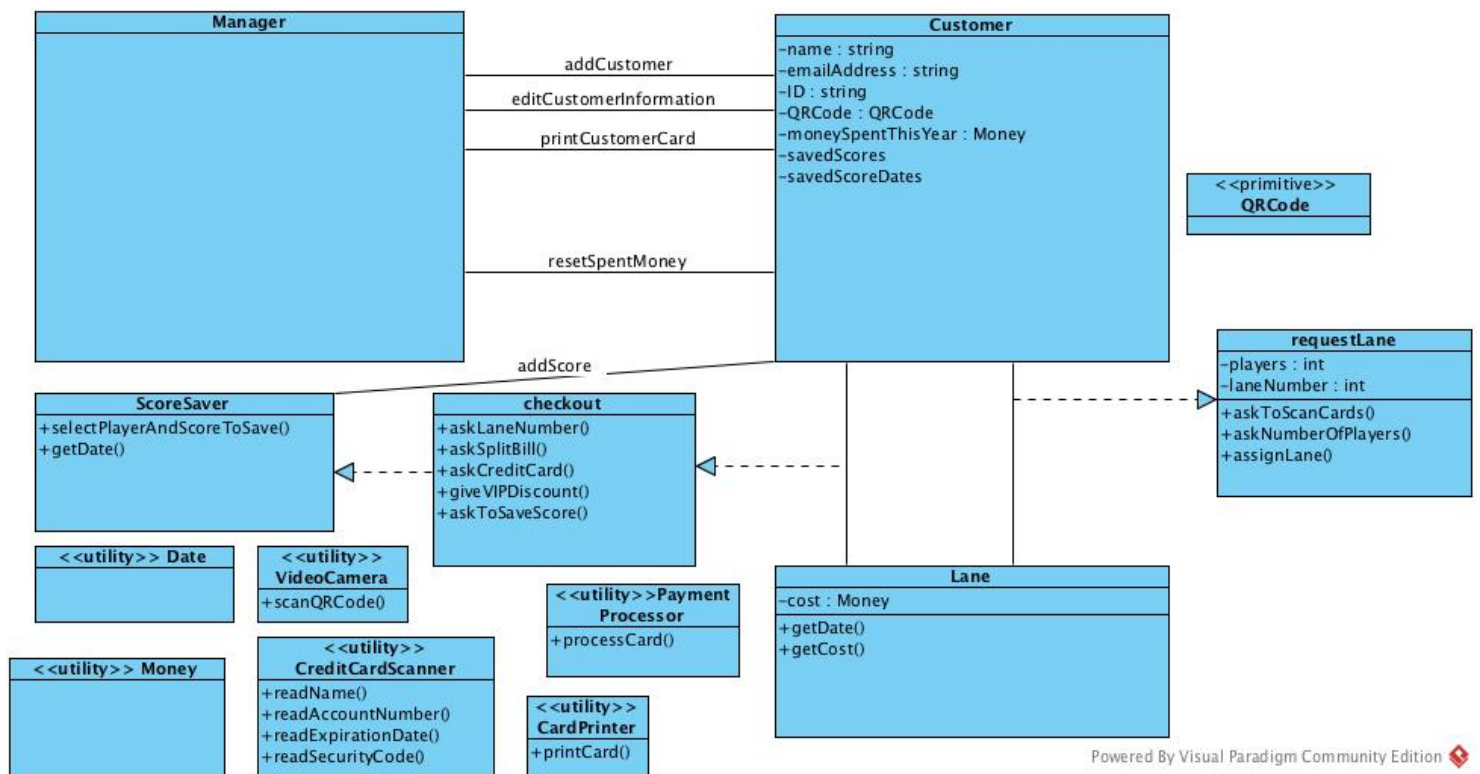 Manager
addCustomer
editCustomerInformation
printCustomerCard
resetSpentMoney
Customer
-name : string
-emailAddress : string
-ID : string
-QRCode : QRCode
-moneySpentThisYear : Money
-savedScores
-savedScoreDates
<<primitive>>
QRCode
addScore
requestLane
-players : int
-laneNumber : int
+askToScanCards()
+askNumberOfPlayers()
+assignLane()
ScoreSaver
+selectPlayerAndScoreToSave()
+getDate()
checkout
+askLaneNumber()
+askSplitBill()
+askCreditCard()
+giveVIPDiscount()
+askToSaveScore()
<<utility>> Date
<<utility>>
VideoCamera
+scanQRCode()
<<utility>>Payment
Processor
+processCard()
Lane
-cost : Money
+getDate()
+getCost()
<<utility>> Money
<<utility>>
CreditCardScanner
+readName()
+readAccountNumber()
+readExpirationDate()
+readSecurityCode()
<<utility>>
CardPrinter
+printCard()
Powered By Visual Paradigm Community Edition